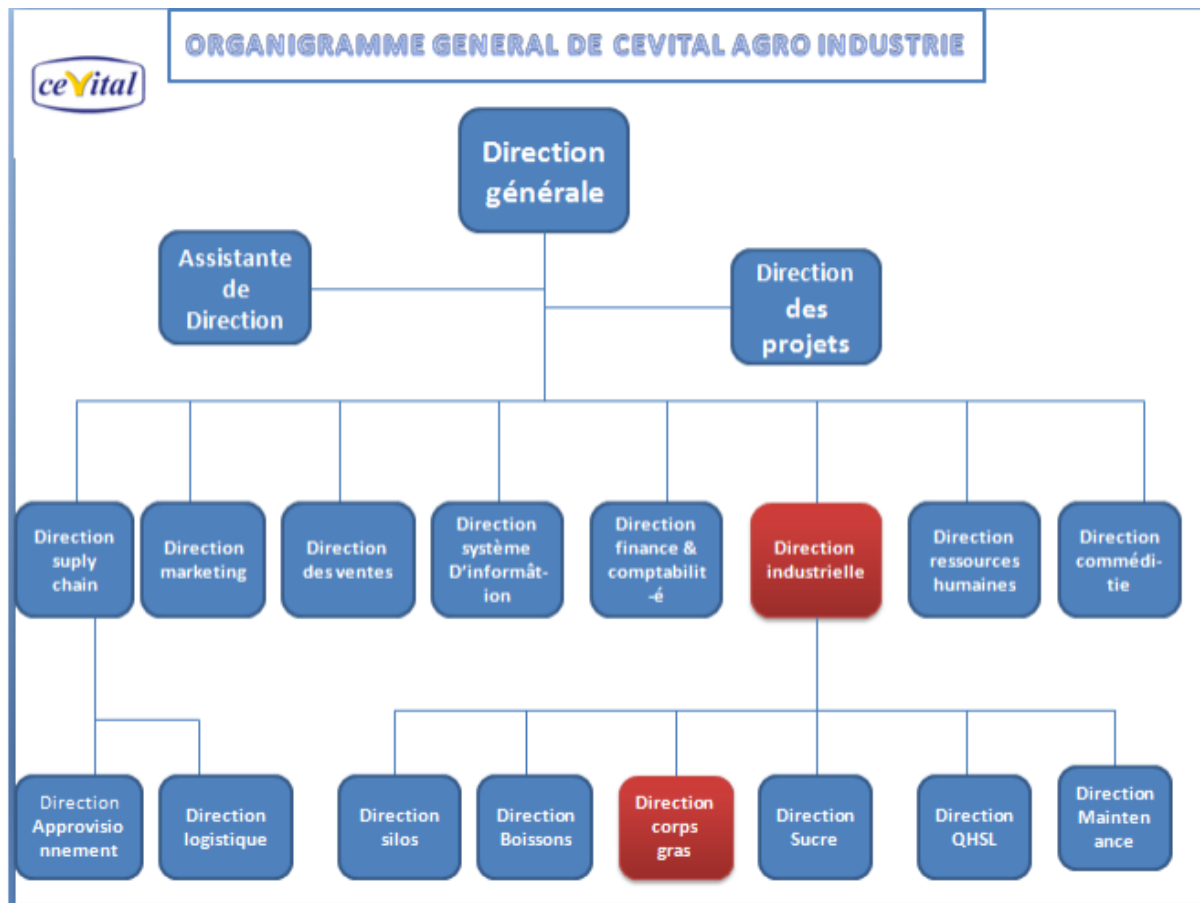 ORGANIGRAMME GENERAL DE CEVITAL AGRO INDUSTRIE
ceVital
Direction
générale
Assistante
de
Direction
Direction
des
projets
Direction
suply
chain
Direction
marketing
Direction
des ventes
Direction
système
D'informât-
ion
Direction
finance &
comptabilit
-é
Direction
industrielle
Direction
ressources
humaines
Direction
commédi-
tie
Direction
Approvisio
nnement
Direction
logistique
Direction
silos
Direction
Boissons
Direction
corps
gras
Direction
Sucre
Direction
QHSL
Direction
Mainten
ance